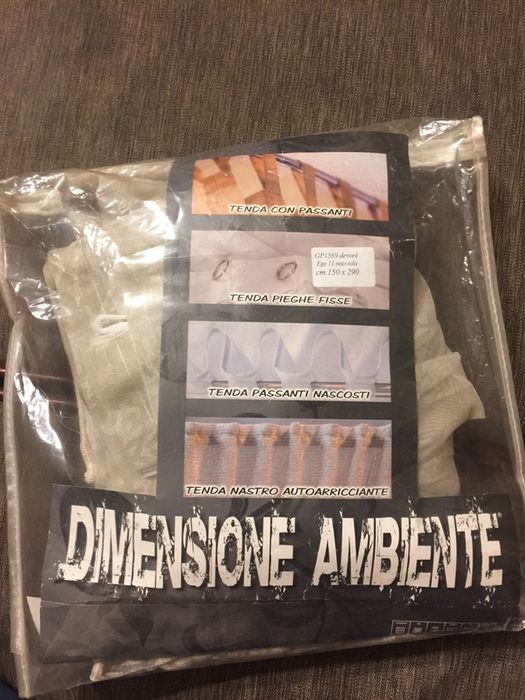 TENDA CON PASSANTI
GP1569 devorè
Ego 11 nocciola
cm.150 x 290
TENDA PIEGHE FISSE
TENDA PASSANTI NASCOSTI
TENDA NASTRO AUTOARRICCIANTE
DIMENSIONE AMBIENTE